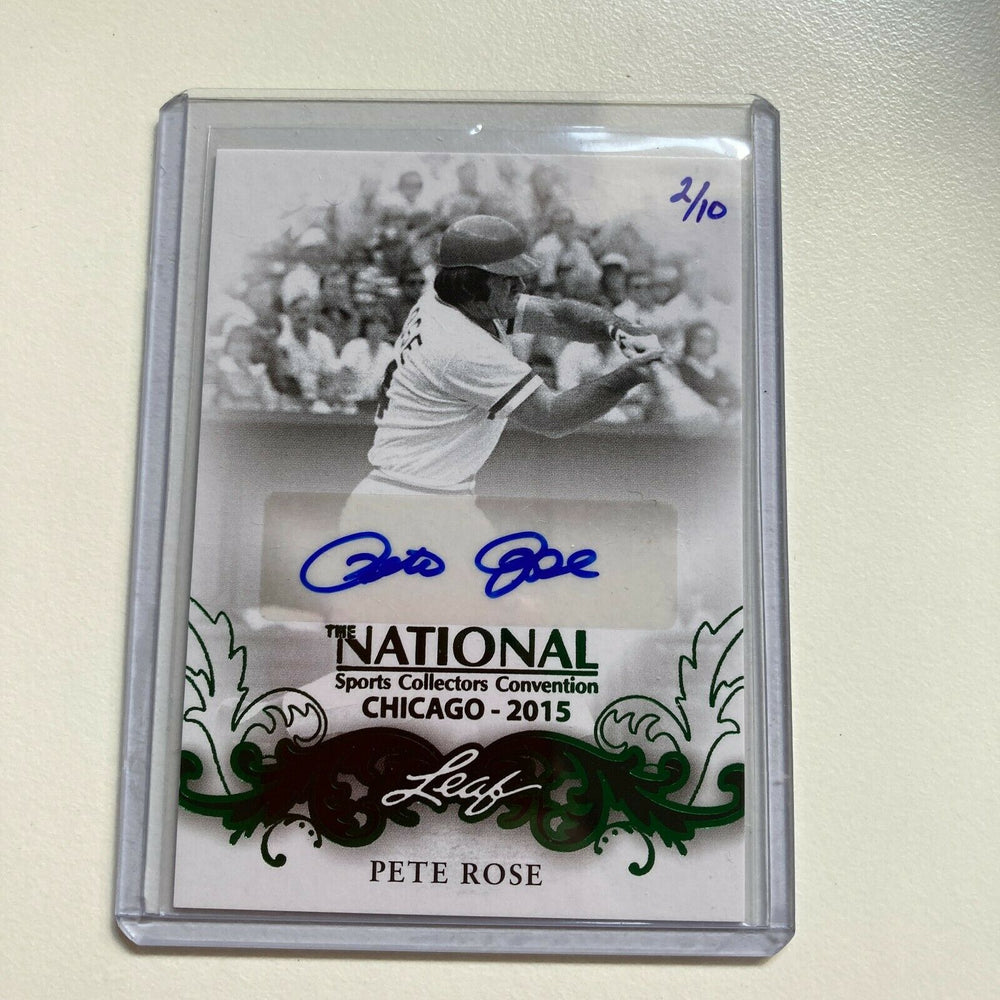 2/10
Pete Rose
THE
NATIONAL
Sports Collectors Convention
CHICAGO - 2015
Leaf
PETE ROSE